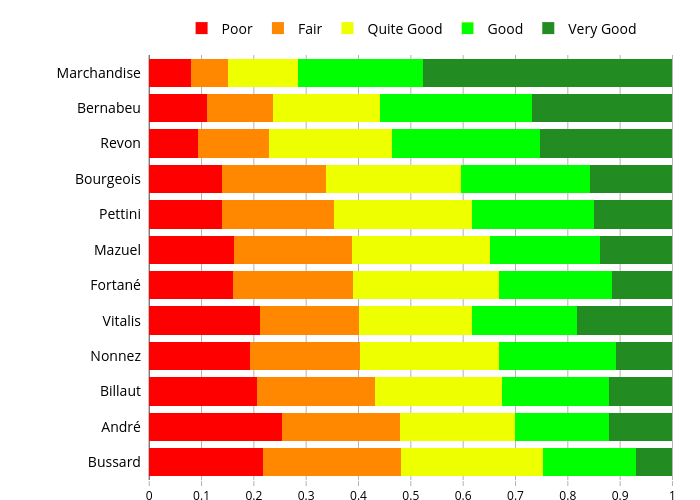 Poor Fair Quite Good Good Very Good
Marchandise
Bernabeu
Revon
Bourgeois
Pettini
Mazuel
Fortané
Vitalis
Nonnez
Billaut
André
Bussard
0 0.1 0.2 0.3 0.4 0.5 0.6 0.7 0.8 0.9 1